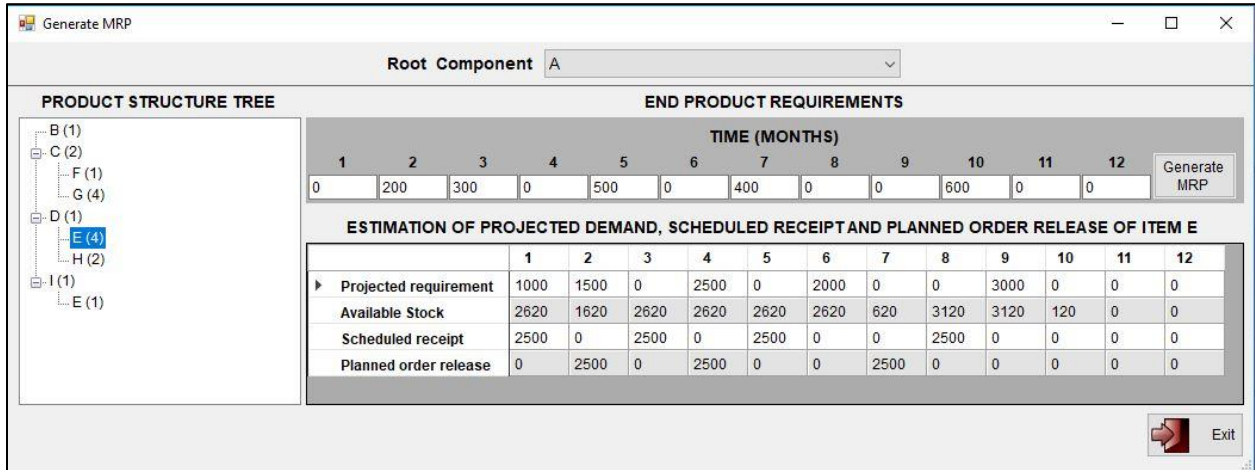 Generate MRP
Root Component A
PRODUCT STRUCTURE TREE
B (1)
C (2)
F (1)
G (4)
D (1)
E (4)
H (2)
I (1)
E (1)
END PRODUCT REQUIREMENTS
TIME (MONTHS)
1 2 3 4 5 6 7 8 9 10 11 12
0 200 300 0 500 0 400 0 0 600 0 0
Generate
MRP
ESTIMATION OF PROJECTED DEMAND, SCHEDULED RECEIPT AND PLANNED ORDER RELEASE OF ITEM E
1 2 3 4 5 6 7 8 9 10 11 12
Projected requirement 1000 1500 0 2500 0 2000 0 0 3000 0 0 0
Available Stock 2620 1620 2620 2620 2620 2620 620 3120 3120 120 0 0
Scheduled receipt 2500 0 2500 0 2500 0 0 2500 0 0 0 0
Planned order release 0 2500 0 2500 0 0 2500 0 0 0 0 0
Exit